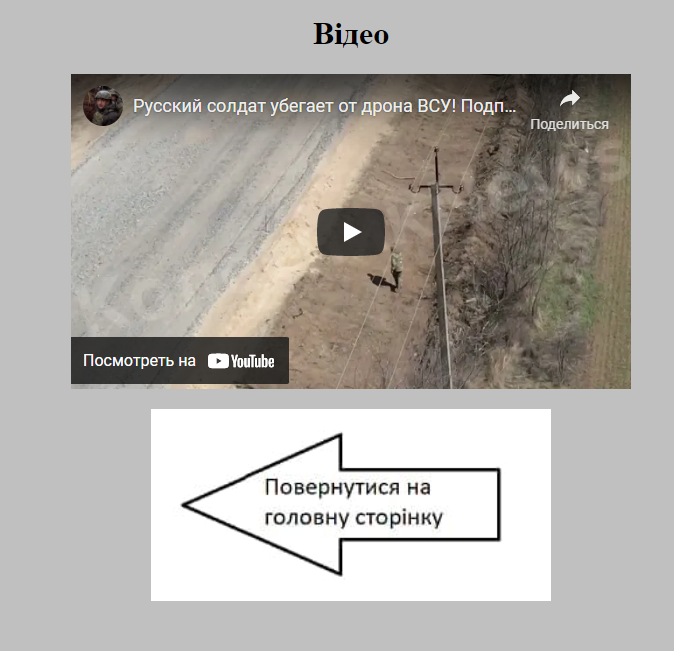 Відео
Русский солдат убегает от дрона ВСУ! Подп...
Поделиться
Посмотреть на YouTube
Повернутися на
головну сторінку